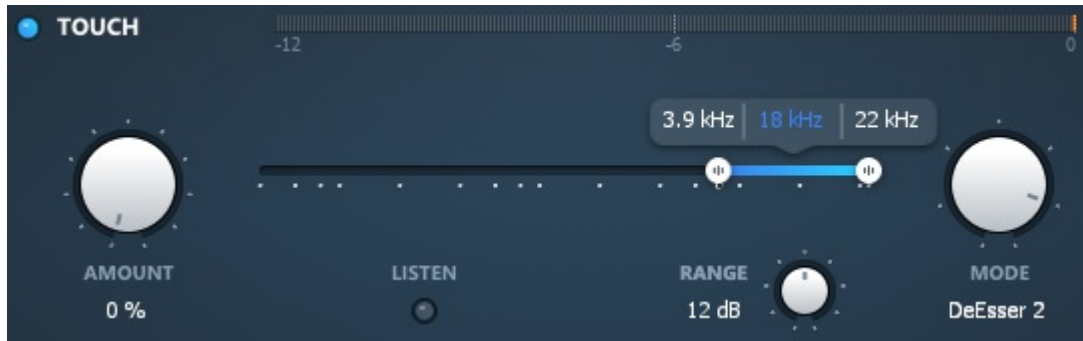 TOUCH
-12 -6 0
3.9 kHz 18 kHz 22 kHz
AMOUNT LISTEN RANGE MODE
0 % 12 dB DeEsser 2